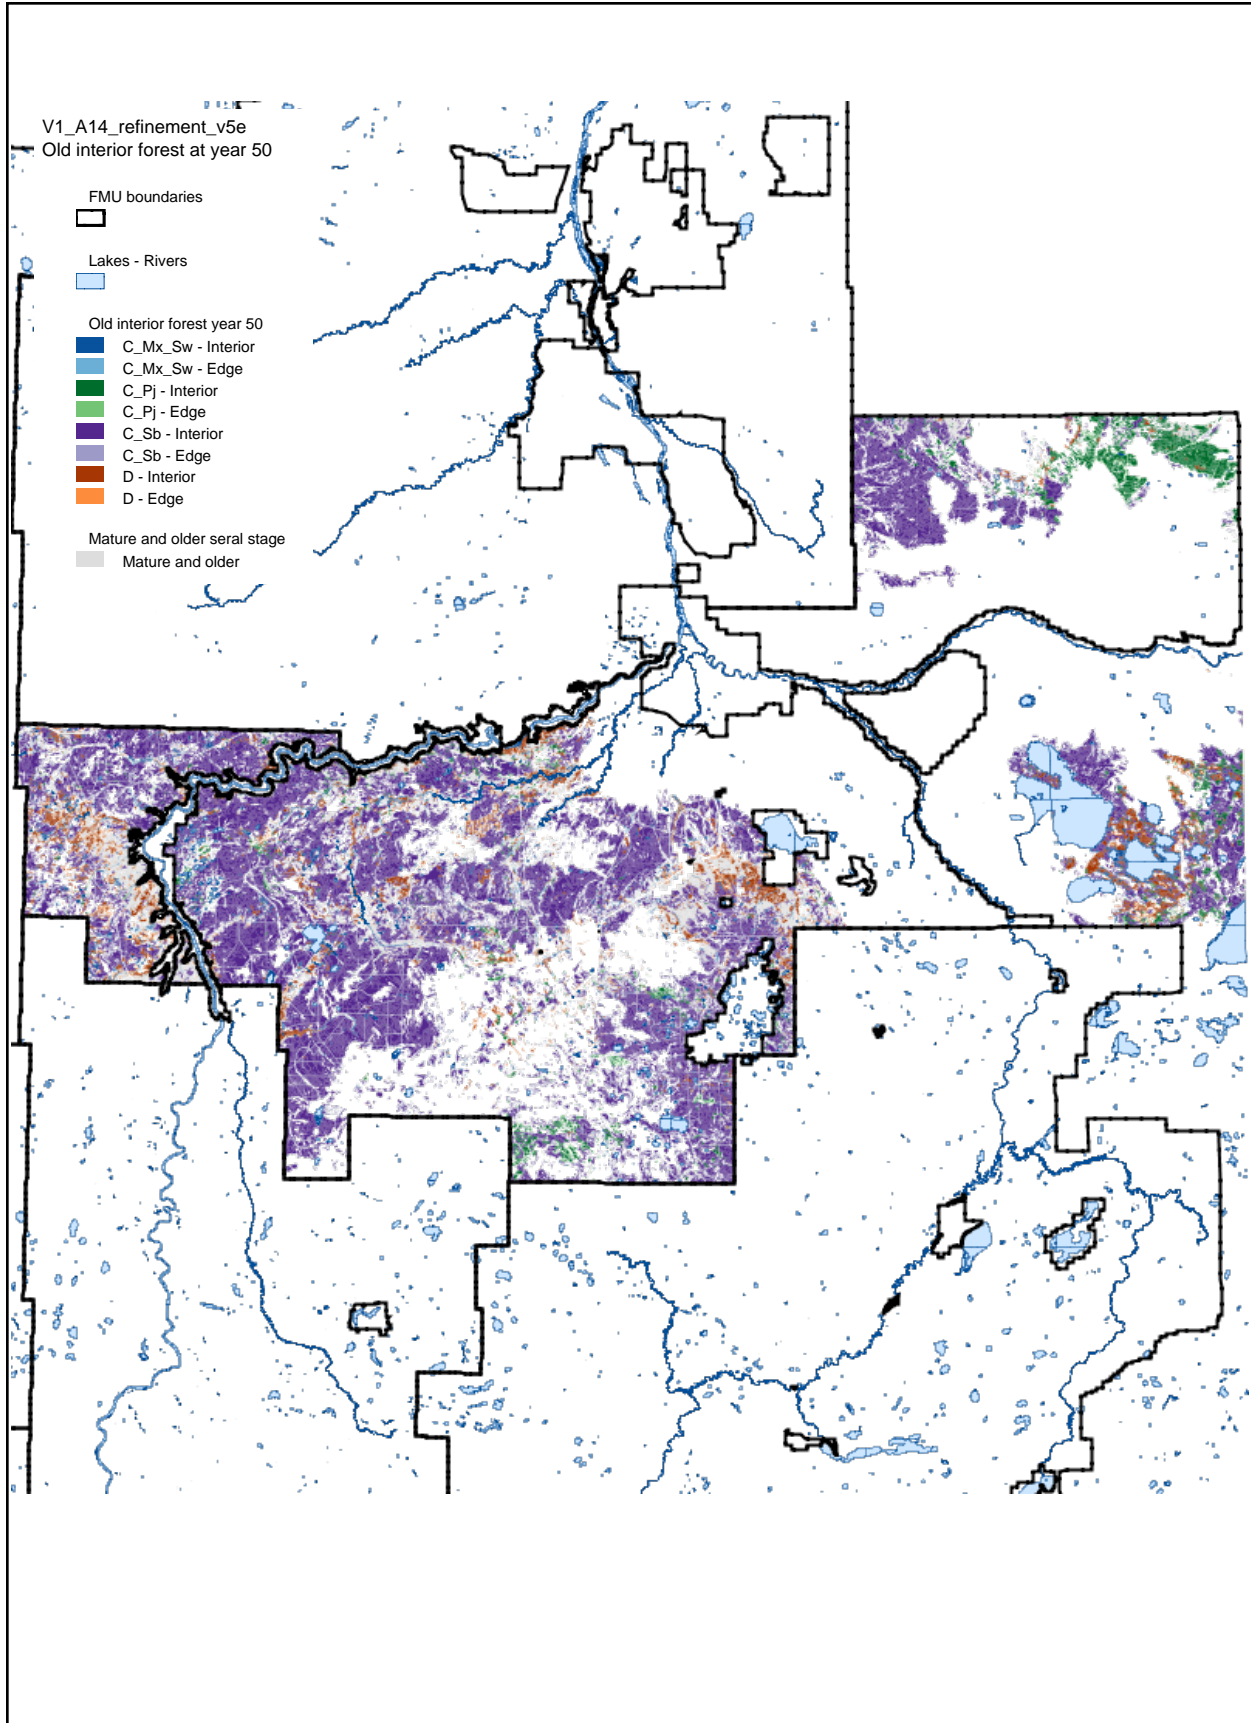 V1_A14_refinement_v5e
Old interior forest at year 50
FMU boundaries
Lakes - Rivers
Old interior forest year 50
C_Mx_Sw - Interior
C_Mx_Sw - Edge
C_Pj - Interior
C_Pj - Edge
C_Sb - Interior
C_Sb - Edge
D - Interior
D - Edge
Mature and older seral stage
Mature and older